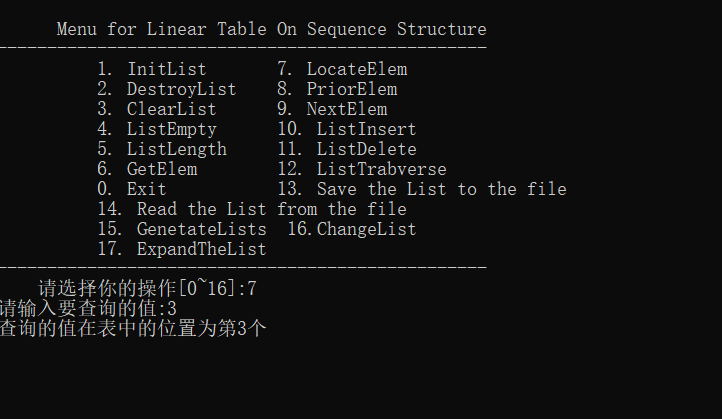 Menu for Linear Table On Sequence Structure
-------------------------------------------------
1. InitList 7. LocateElem
2. DestroyList 8. PriorElem
3. ClearList 9. NextElem
4. ListEmpty 10. ListInsert
5. ListLength 11. ListDelete
6. GetElem 12. ListTrabverse
0. Exit 13. Save the List to the file
14. Read the List from the file
15. GenetateLists 16.ChangeList
17. ExpandTheList
-------------------------------------------------
请选择你的操作[0~16]:7
请输入要查询的值:3
查询的值在表中的位置为第3个